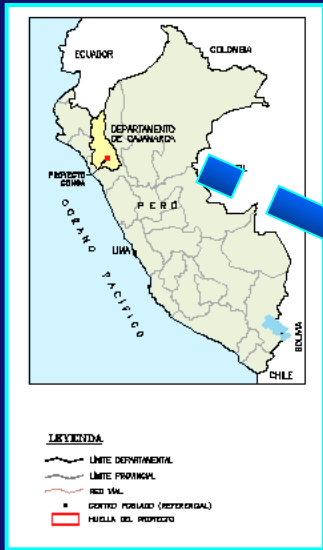 ECUADOR
COLOMBIA
DEPARTAMENTO
DE CAJAMARCA
PROYECTO
CONGA
PERÚ
LIMA
OCEANO PACIFICO
BOLIVIA
CHILE
LEYENDA
LIMITE DEPARTAMENTAL
LIMITE PROVINCIAL
RED VIAL
CENTRO POBLADO (REFERENCIAL)
HUELLA DEL PROYECTO